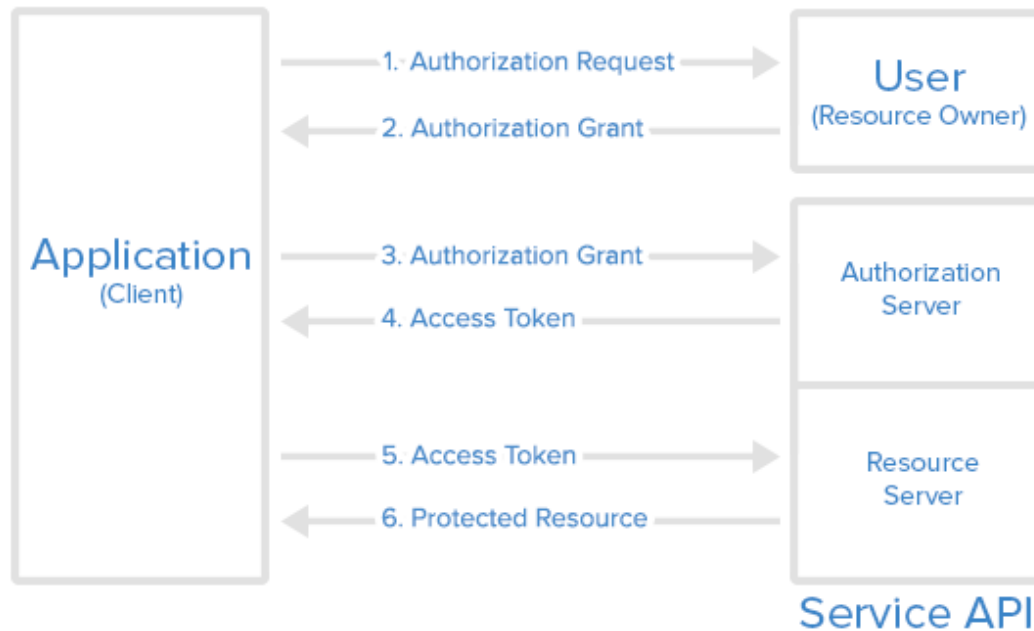 1. Authorization Request
User
(Resource Owner)
2. Authorization Grant
Application
(Client)
3. Authorization Grant
Authorization
Server
4. Access Token
5. Access Token
Resource
Server
6. Protected Resource
Service API